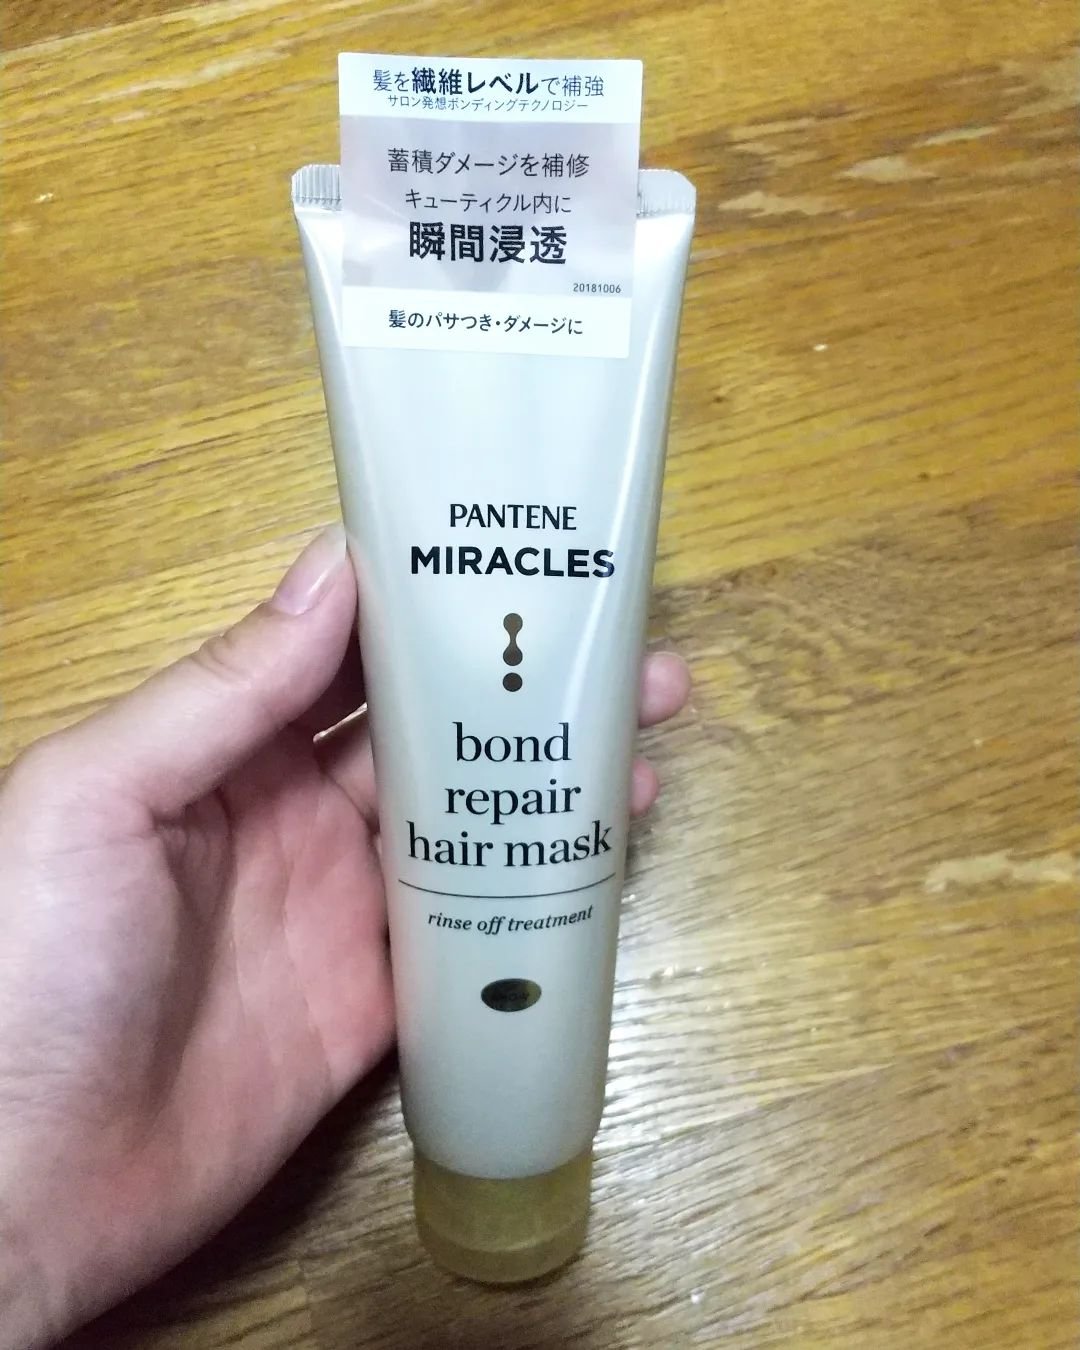 髪を繊維レベルで補強
サロン発想ボンディングテクノロジー
蓄積ダメージを補修
キューティクル内に
瞬間浸透
20181006
髪のパサつき・ダメージに
PANTENE
MIRACLES
bond
repair
hair mask
rinse off treatment